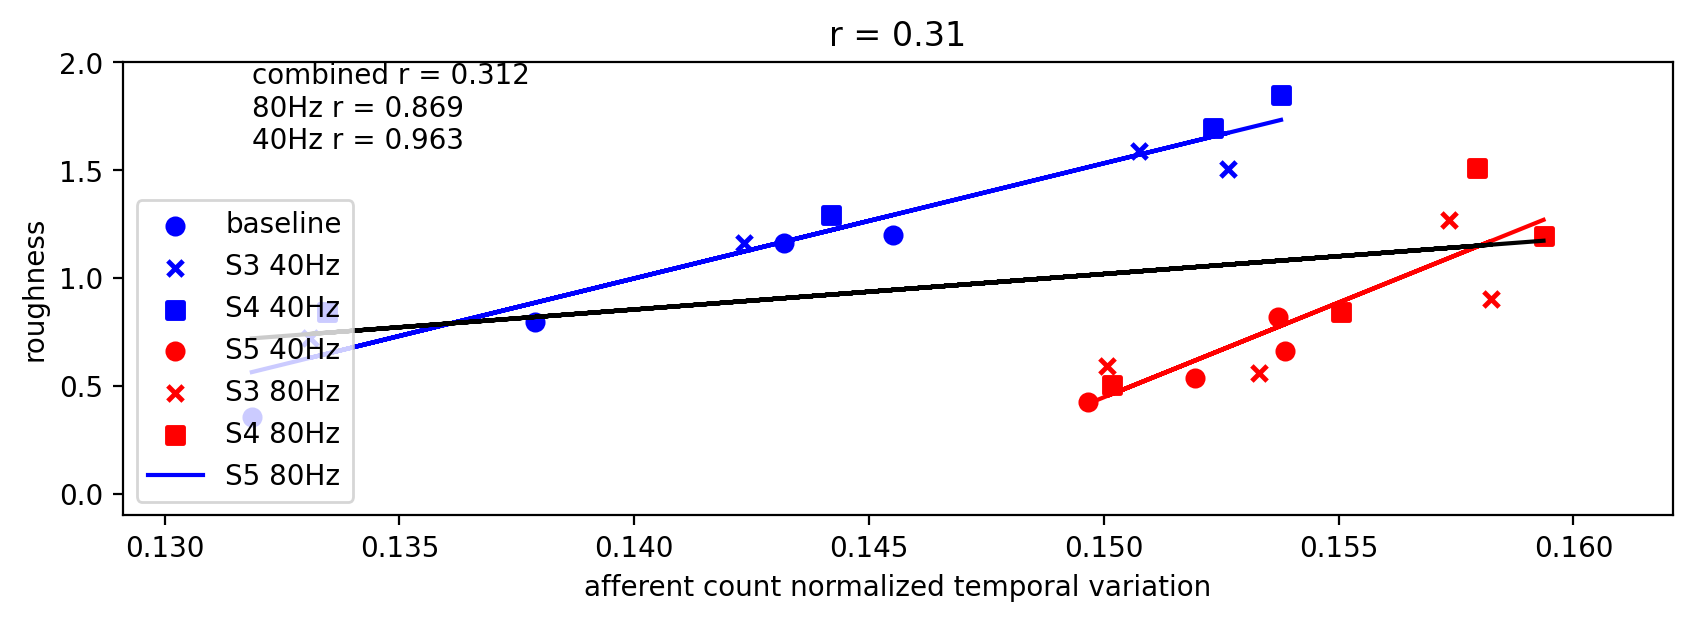 r = 0.31
combined r = 0.312
80Hz r = 0.869
40Hz r = 0.963
2.0
1.5
1.0
0.5
0.0
roughness
baseline
S3 40Hz
S4 40Hz
S5 40Hz
S3 80Hz
S4 80Hz
S5 80Hz
0.130 0.135 0.140 0.145 0.150 0.155 0.160
afferent count normalized temporal variation